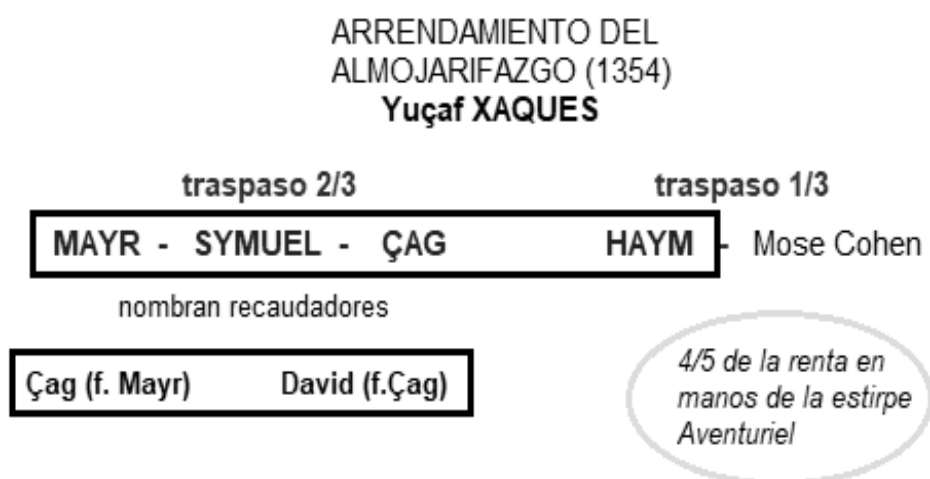 ARRENDAMIENTO DEL
ALMOJARIFAZGO (1354)
Yuçaf XAQUES
traspaso 2/3 traspaso 1/3
MAYR - SYMUEL - ÇAG HAYM - Mose Cohen
nombran recaudadores
Çag (f. Mayr) David (f.Çag)
4/5 de la renta en
manos de la estirpe
Aventuriel